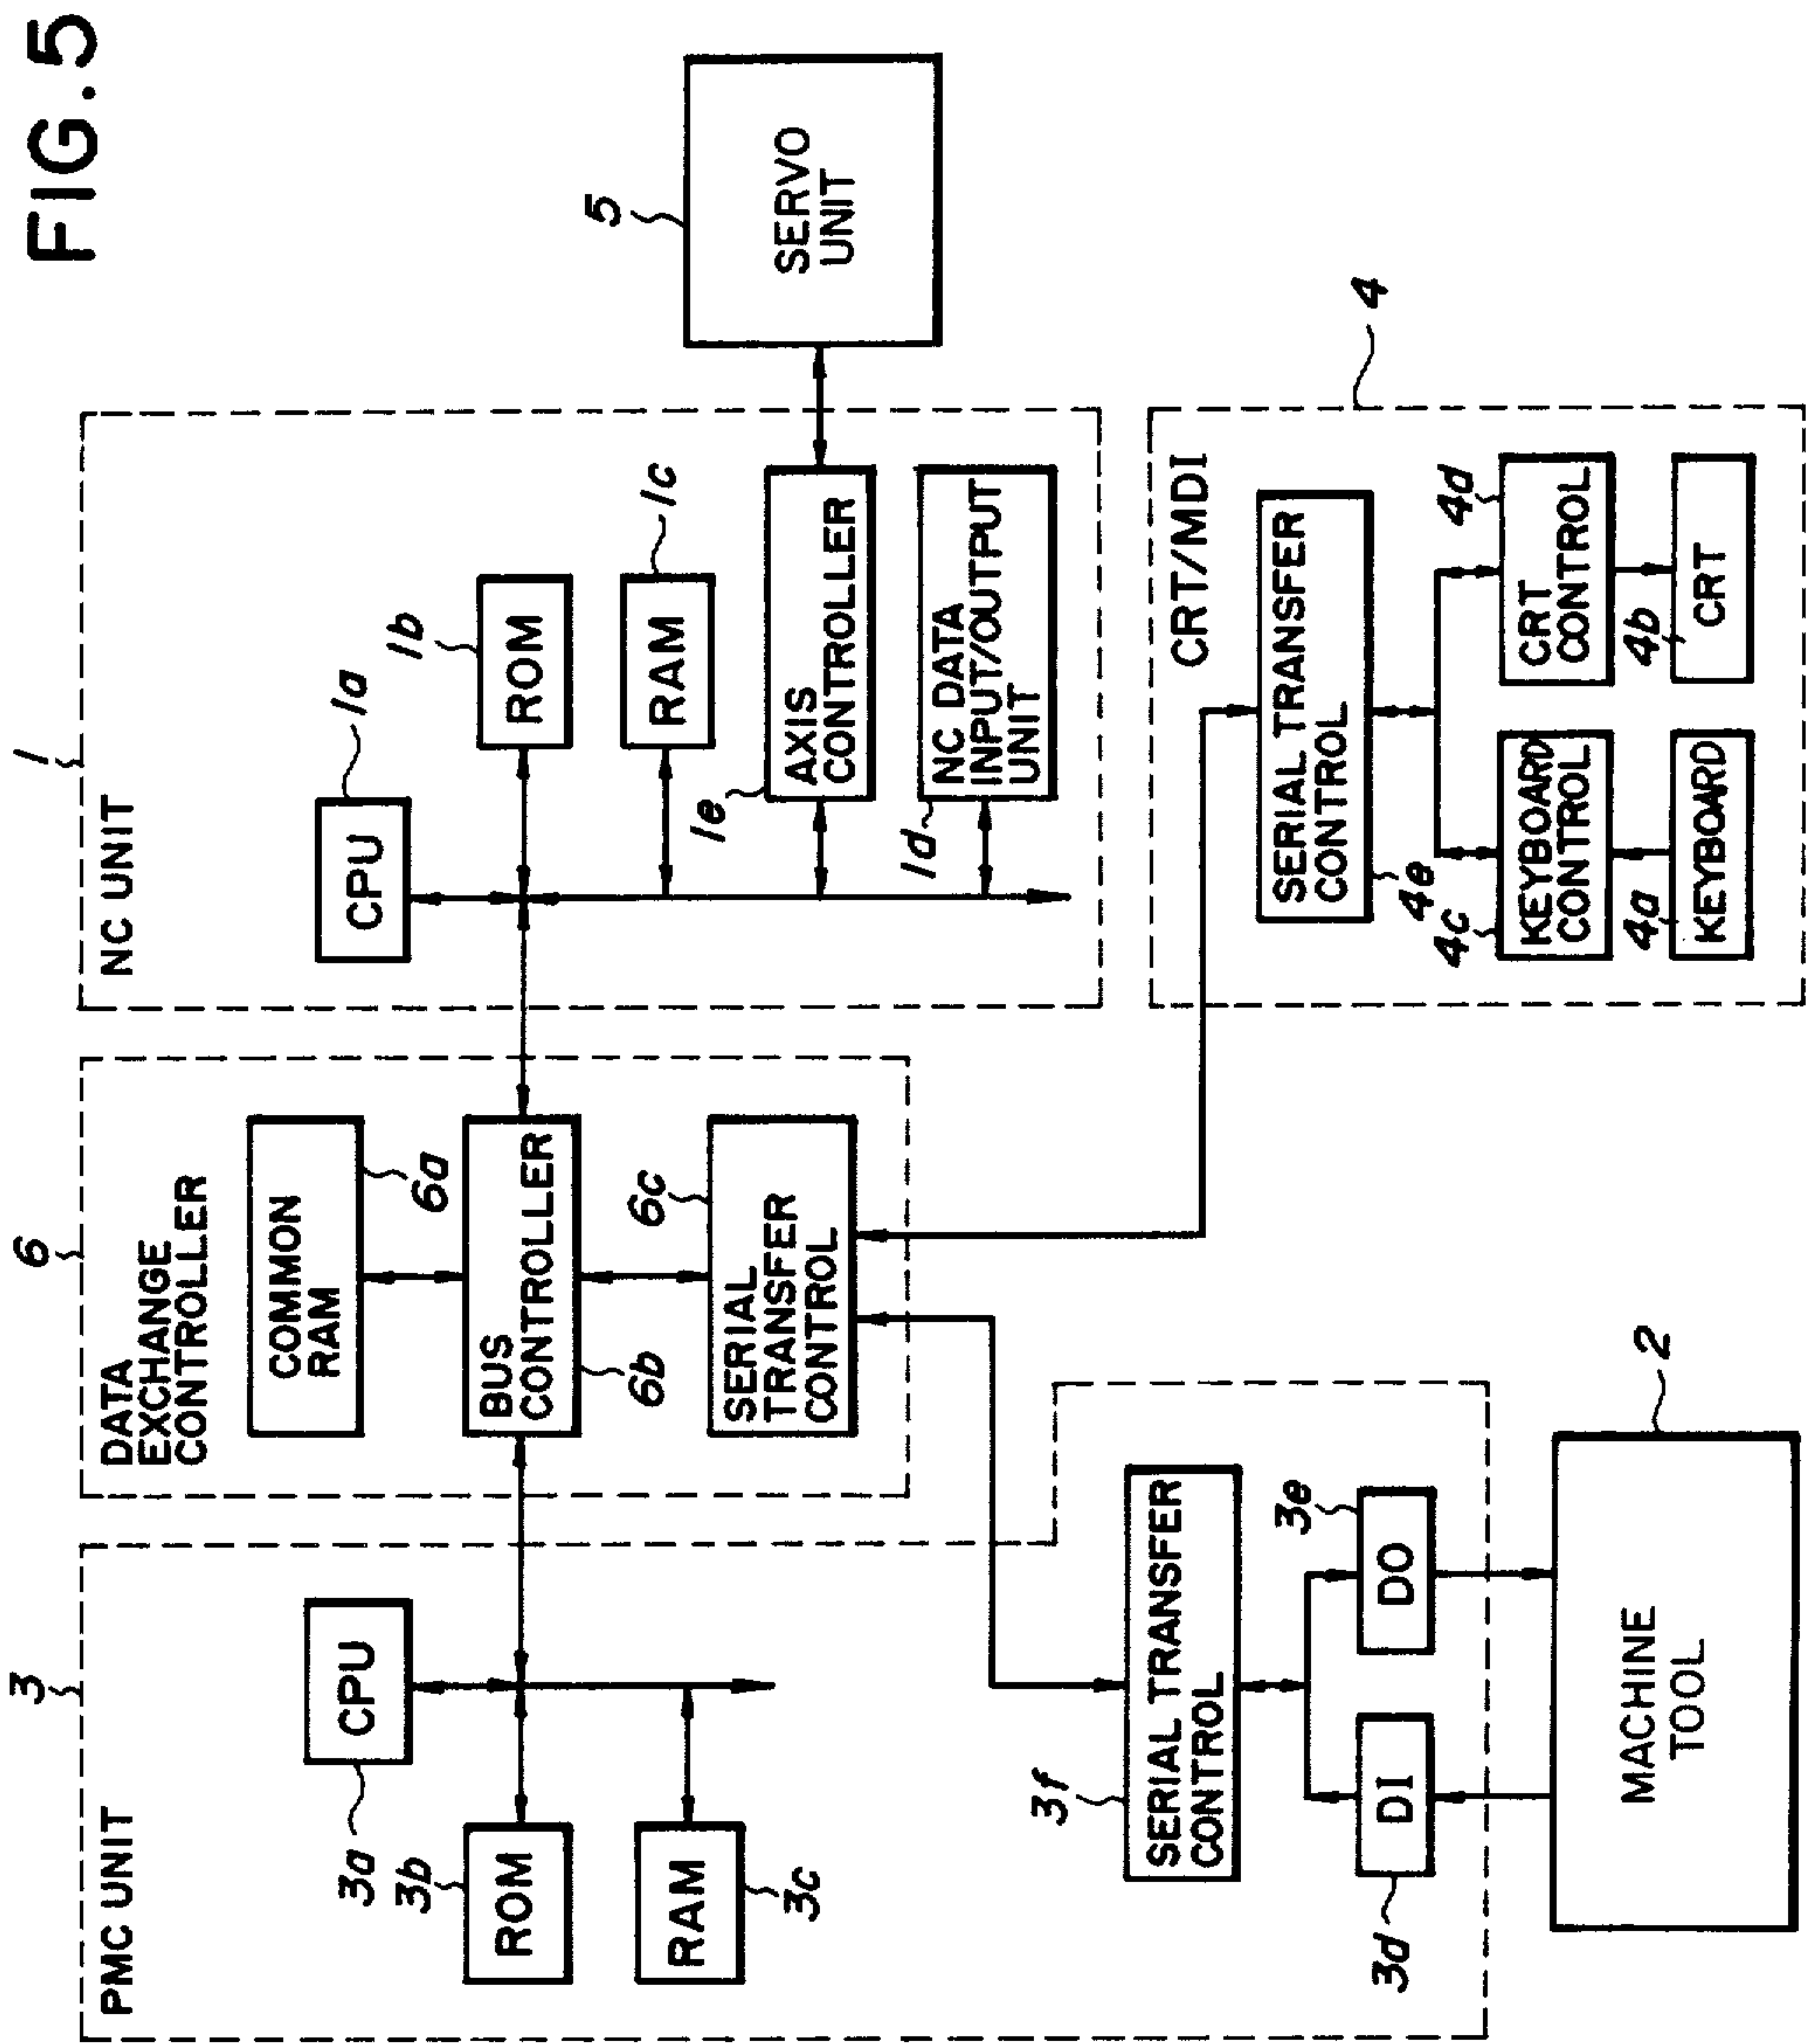 FIG.5
3
PMC UNIT
CPU
3a
3b
ROM
RAM
3c
3f
SERIAL TRANSFER
CONTROL
3e
DO
DI
3d
MACHINE
TOOL
2
6
DATA
EXCHANGE
CONTROLLER
COMMON
RAM
6a
BUS
CONTROLLER
6b
6c
SERIAL
TRANSFER
CONTROL
1
NC UNIT
CPU
1a
1b
ROM
RAM
1c
1e
AXIS
CONTROLLER
1d
NC DATA
INPUT/OUTPUT
UNIT
5
SERVO
UNIT
4
CRT/MDI
SERIAL TRANSFER
CONTROL
4e
4c
KEYBOARD
CONTROL
4a
KEYBOARD
4d
CRT
CONTROL
4b
CRT